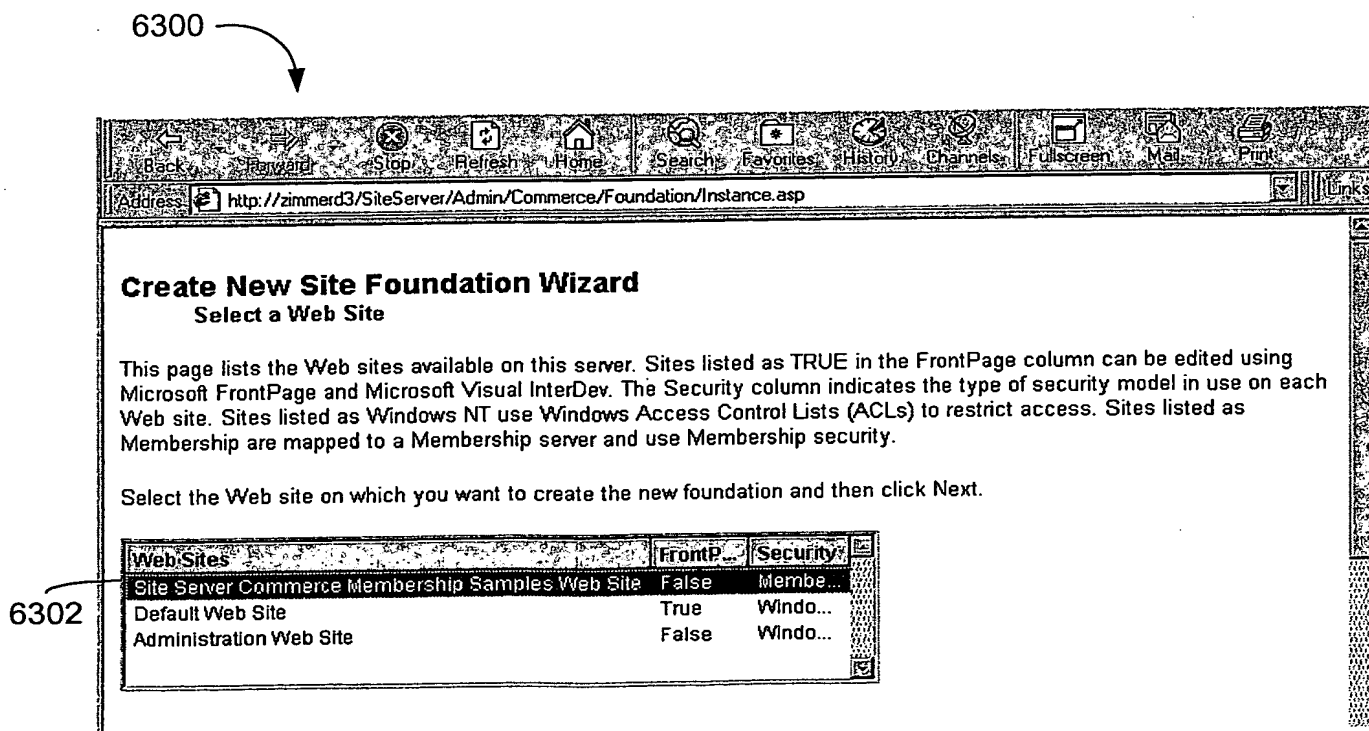 6300
Back Forward Stop Refresh Home Search Favorites History Channels Fullscreen Mail Print
Address http://zimmerd3/SiteServer/Admin/Commerce/Foundation/Instance.asp Links
Create New Site Foundation Wizard
Select a Web Site
This page lists the Web sites available on this server. Sites listed as TRUE in the FrontPage column can be edited using
Microsoft FrontPage and Microsoft Visual InterDev. The Security column indicates the type of security model in use on each
Web site. Sites listed as Windows NT use Windows Access Control Lists (ACLs) to restrict access. Sites listed as
Membership are mapped to a Membership server and use Membership security.
Select the Web site on which you want to create the new foundation and then click Next.
Web Sites FrontP... Security
Site Server Commerce Membership Samples Web Site False Membe...
6302
Default Web Site True Windo...
Administration Web Site False Windo...